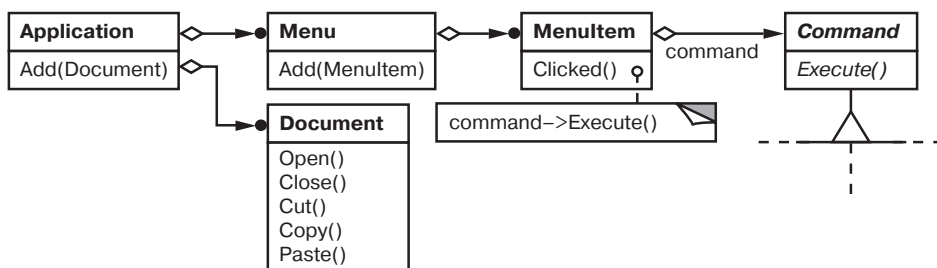 Application
Add(Document)
Menu
Add(MenuItem)
MenuItem
Clicked()
command
Command
Execute()
command–>Execute()
Document
Open()
Close()
Cut()
Copy()
Paste()